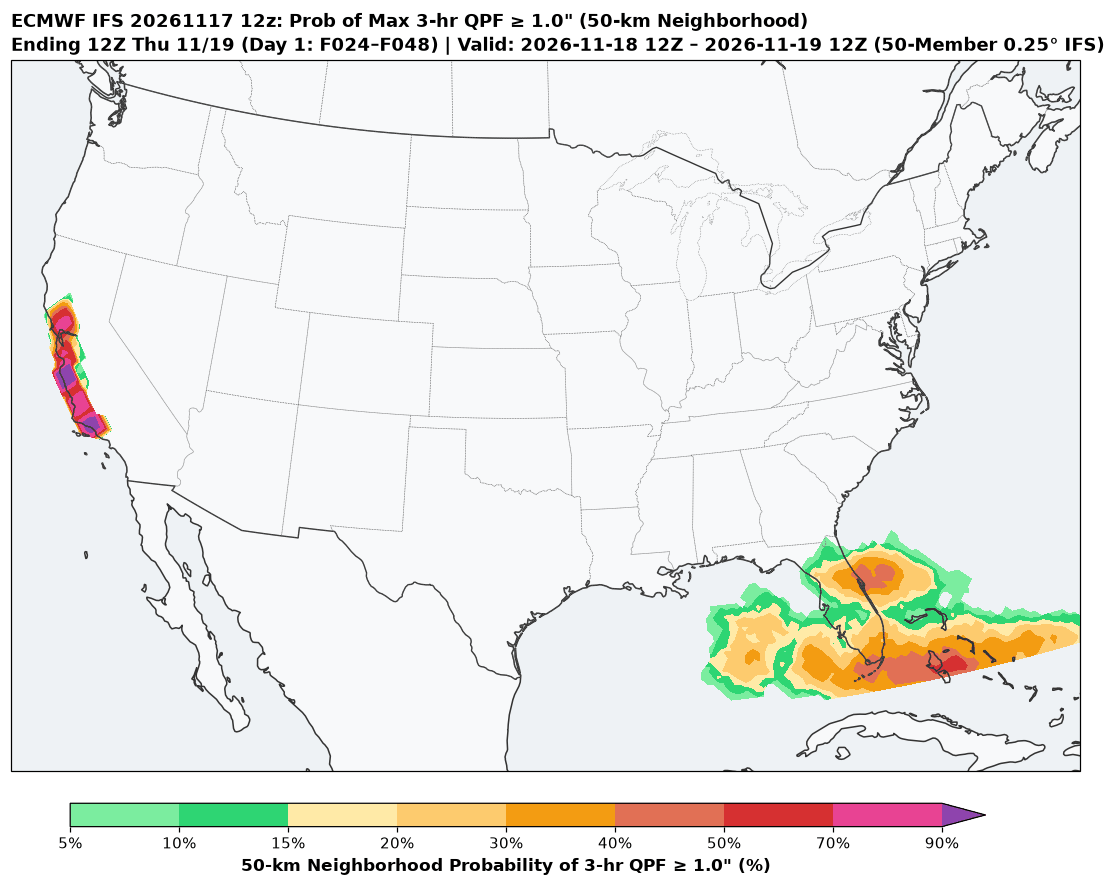 ECMWF IFS 20261117 12z: Prob of Max 3-hr QPF ≥ 1.0" (50-km Neighborhood)
Ending 12Z Thu 11/19 (Day 1: F024–F048) | Valid: 2026-11-18 12Z – 2026-11-19 12Z (50-Member 0.25° IFS)
5% 10% 15% 20% 30% 40% 50% 70% 90%
50-km Neighborhood Probability of 3-hr QPF ≥ 1.0" (%)